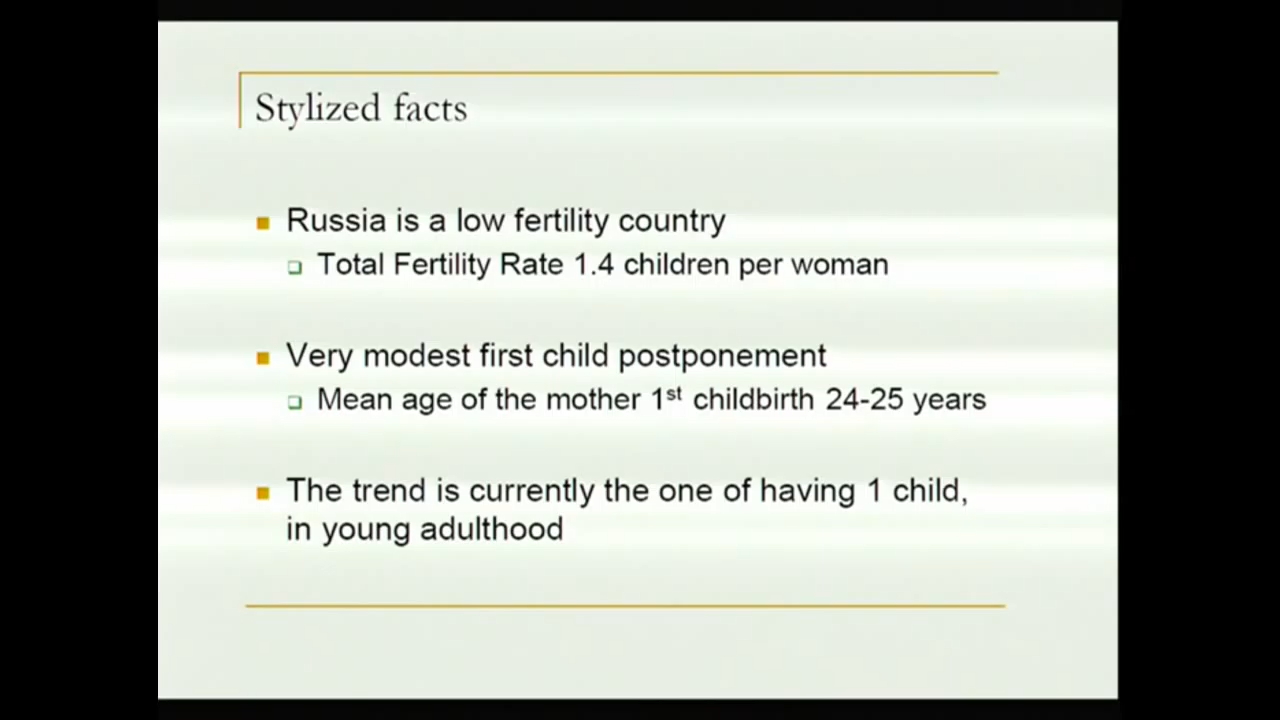 Stylized facts
Russia is a low fertility country
Total Fertility Rate 1.4 children per woman
Very modest first child postponement
Mean age of the mother 1st childbirth 24-25 years
The trend is currently the one of having 1 child,
in young adulthood